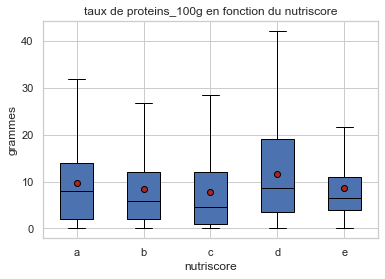 taux de proteins_100g en fonction du nutriscore
grammes
40
30
20
10
0
a b c d e
nutriscore